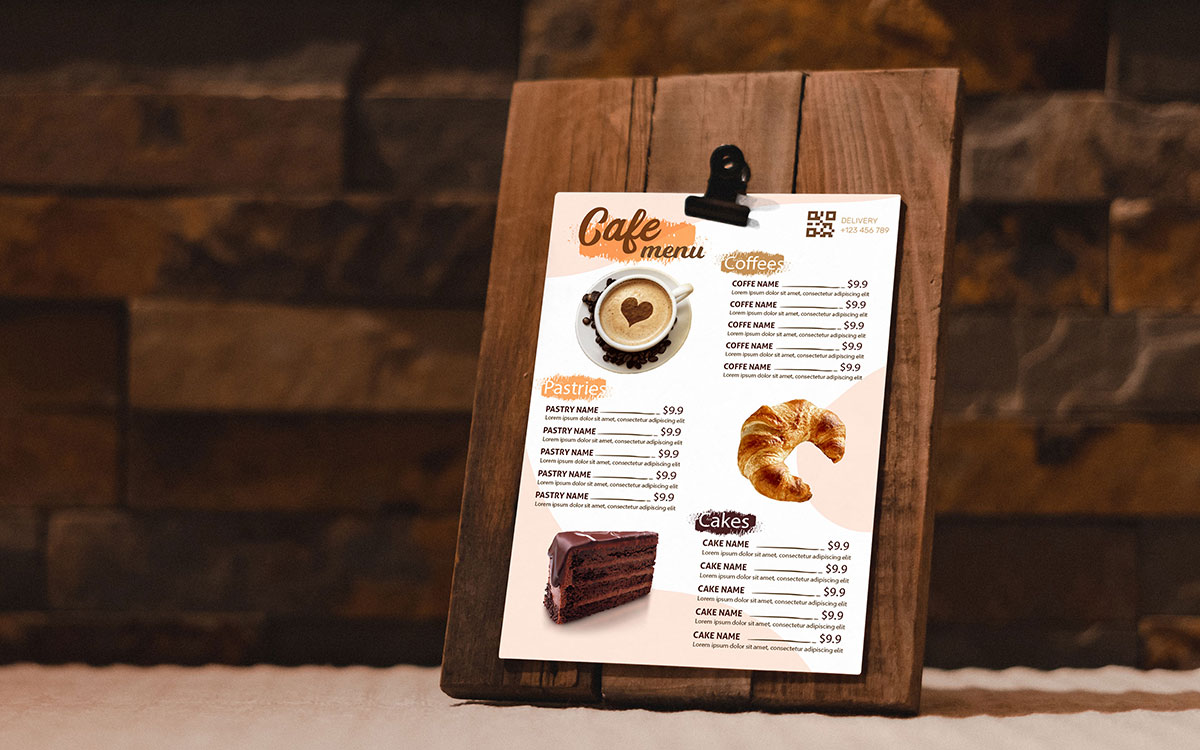 Cafe
menu
DELIVERY
+123 456 789
Coffees
COFFE NAME $9.9
Lorem ipsum dolor sit amet, consectetur adipiscing elit
COFFE NAME $9.9
Lorem ipsum dolor sit amet, consectetur adipiscing elit
COFFE NAME $9.9
Lorem ipsum dolor sit amet, consectetur adipiscing elit
COFFE NAME $9.9
Lorem ipsum dolor sit amet, consectetur adipiscing elit
COFFE NAME $9.9
Lorem ipsum dolor sit amet, consectetur adipiscing elit
Pastries
PASTRY NAME $9.9
Lorem ipsum dolor sit amet, consectetur adipiscing elit
PASTRY NAME $9.9
Lorem ipsum dolor sit amet, consectetur adipiscing elit
PASTRY NAME $9.9
Lorem ipsum dolor sit amet, consectetur adipiscing elit
PASTRY NAME $9.9
Lorem ipsum dolor sit amet, consectetur adipiscing elit
PASTRY NAME $9.9
Lorem ipsum dolor sit amet, consectetur adipiscing elit
Cakes
CAKE NAME $9.9
Lorem ipsum dolor sit amet, consectetur adipiscing elit
CAKE NAME $9.9
Lorem ipsum dolor sit amet, consectetur adipiscing elit
CAKE NAME $9.9
Lorem ipsum dolor sit amet, consectetur adipiscing elit
CAKE NAME $9.9
Lorem ipsum dolor sit amet, consectetur adipiscing elit
CAKE NAME $9.9
Lorem ipsum dolor sit amet, consectetur adipiscing elit